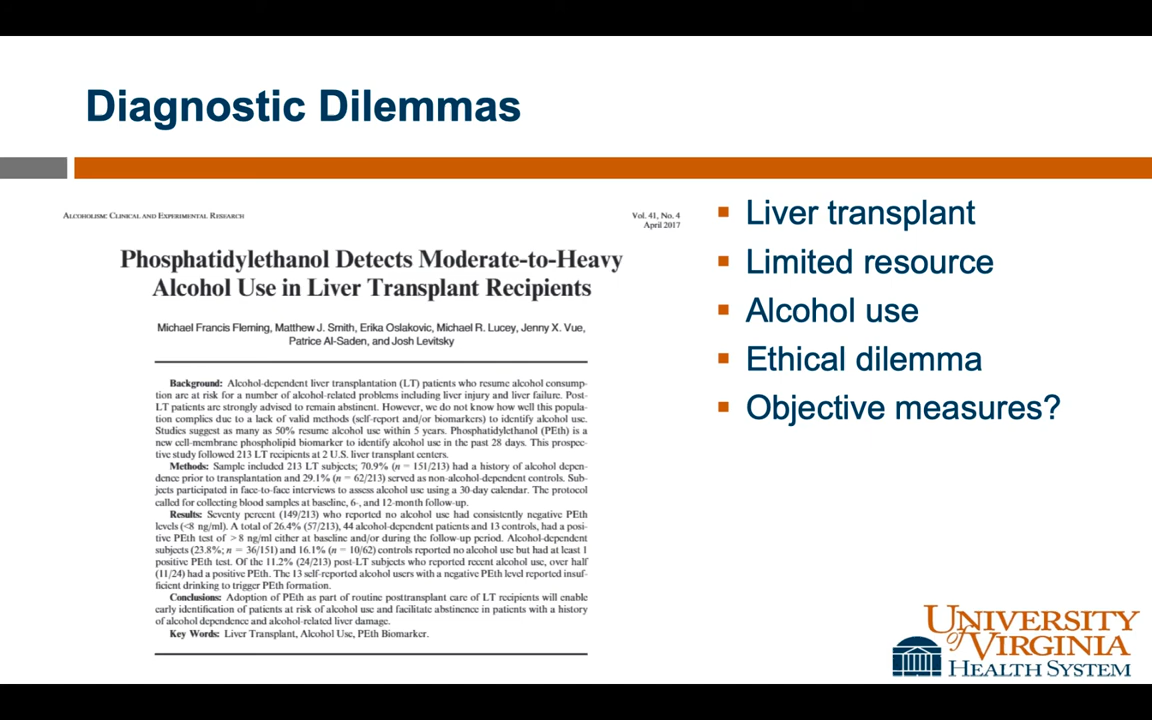 Diagnostic Dilemmas
ALCOHOLISM: CLINICAL AND EXPERIMENTAL RESEARCH
Vol. 41, No. 4
April 2017
Phosphatidylethanol Detects Moderate-to-Heavy
Alcohol Use in Liver Transplant Recipients
Michael Francis Fleming, Matthew J. Smith, Erika Oslakovic, Michael R. Lucey, Jenny X. Vue,
Patrice Al-Saden, and Josh Levitsky
Background: Alcohol-dependent liver transplantation (LT) patients who resume alcohol consump-
tion are at risk for a number of alcohol-related problems including liver injury and liver failure. Post-
LT patients are strongly advised to remain abstinent. However, we do not know how well this popula-
tion complies due to a lack of valid methods (self-report and/or biomarkers) to identify alcohol use.
Studies suggest as many as 50% resume alcohol use within 5 years. Phosphatidylethanol (PEth) is a
new cell-membrane phospholipid biomarker to identify alcohol use in the past 28 days. This prospec-
tive study followed 213 LT recipients at 2 U.S. liver transplant centers.
Methods: Sample included 213 LT subjects; 70.9% (n = 151/213) had a history of alcohol depen-
dence prior to transplantation and 29.1% (n = 62/213) served as non-alcohol-dependent controls. Sub-
jects participated in face-to-face interviews to assess alcohol use using a 30-day calendar. The protocol
called for collecting blood samples at baseline, 6-, and 12-month follow-up.
Results: Seventy percent (149/213) who reported no alcohol use had consistently negative PEth
levels (<8 ng/ml). A total of 26.4% (57/213), 44 alcohol-dependent patients and 13 controls, had a posi-
tive PEth test of >8 ng/ml either at baseline and/or during the follow-up period. Alcohol-dependent
subjects (23.8%; n = 36/151) and 16.1% (n = 10/62) controls reported no alcohol use but had at least 1
positive PEth test. Of the 11.2% (24/213) post-LT subjects who reported recent alcohol use, over half
(11/24) had a positive PEth. The 13 self-reported alcohol users with a negative PEth level reported insuf-
ficient drinking to trigger PEth formation.
Conclusions: Adoption of PEth as part of routine posttransplant care of LT recipients will enable
early identification of patients at risk of alcohol use and facilitate abstinence in patients with a history
of alcohol dependence and alcohol-related liver damage.
Key Words: Liver Transplant, Alcohol Use, PEth Biomarker.
▪ Liver transplant
▪ Limited resource
▪ Alcohol use
▪ Ethical dilemma
▪ Objective measures?
UNIVERSITY
of VIRGINIA
HEALTH SYSTEM